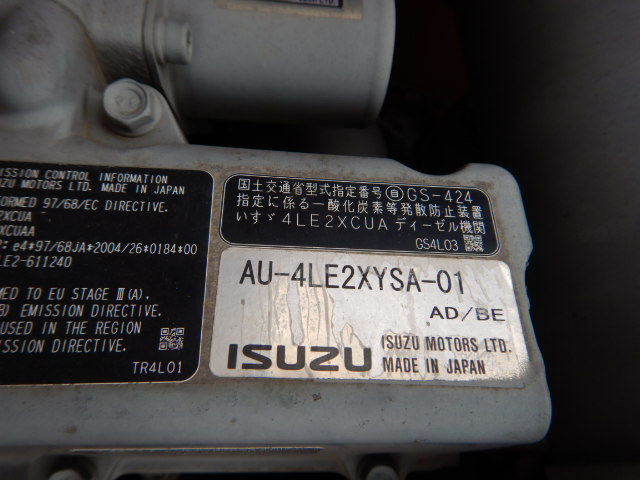 ISSION CONTROL INFORMATION
ZU MOTORS LTD. MADE IN JAPAN
FORMED 97/68/EC DIRECTIVE.
2XCUA
XCUAA
: e4*97/68JA*2004/26*0184*00
LE2-611240
MED TO EU STAGE Ⅲ(A).
B) EMISSION DIRECTIVE.
USED IN THE REGION
SSION DIRECTIVE.
TR4L01
国土交通省型式指定番号 自 GS-424
指定に係る一酸化炭素等発散防止装置
いすゞ 4LE2XCUA ディーゼル機関
GS4L03
AU-4LE2XYSA-01
AD/BE
ISUZU
ISUZU MOTORS LTD.
MADE IN JAPAN